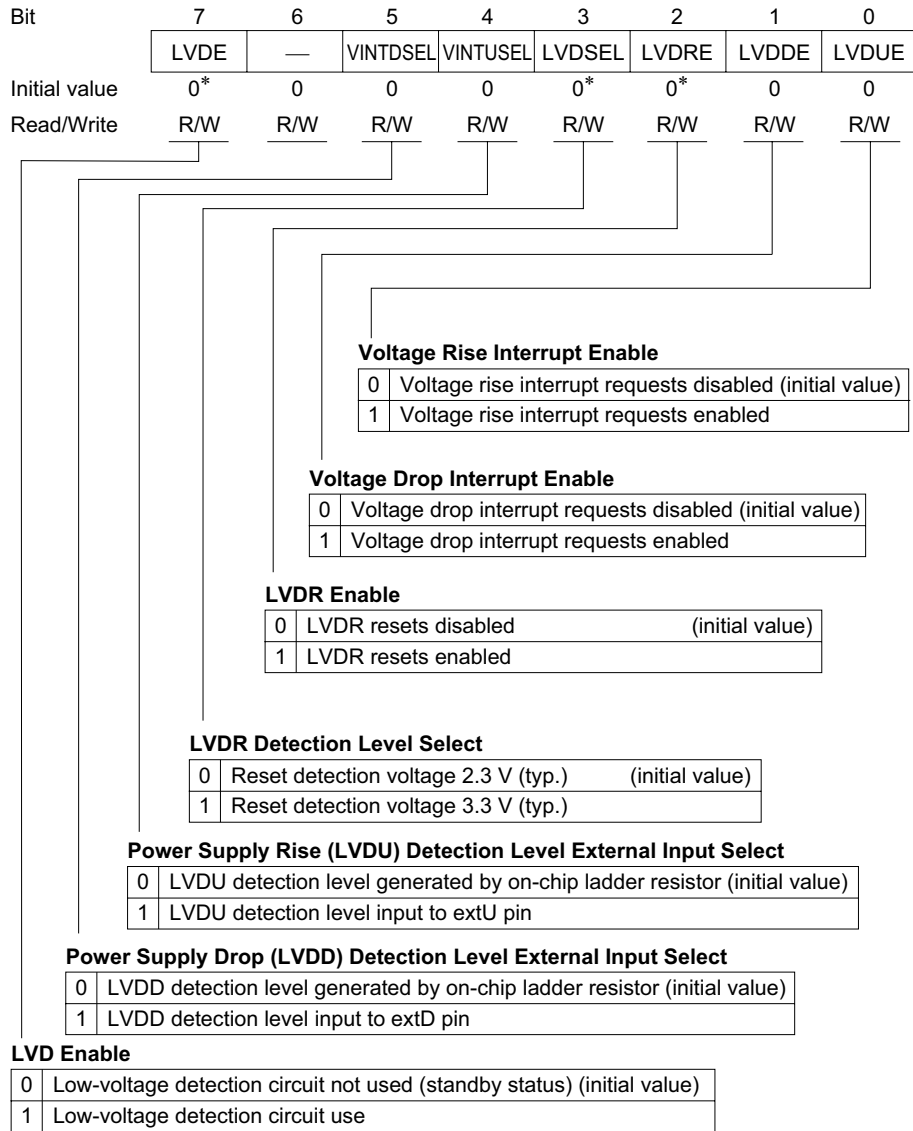 Bit 7 6 5 4 3 2 1 0
LVDE — VINTDSEL VINTUSEL LVDSEL LVDRE LVDDE LVDUE
Initial value 0* 0 0 0 0* 0* 0 0
Read/Write R/W R/W R/W R/W R/W R/W R/W R/W
Voltage Rise Interrupt Enable
0 Voltage rise interrupt requests disabled (initial value)
1 Voltage rise interrupt requests enabled
Voltage Drop Interrupt Enable
0 Voltage drop interrupt requests disabled (initial value)
1 Voltage drop interrupt requests enabled
LVDR Enable
0 LVDR resets disabled (initial value)
1 LVDR resets enabled
LVDR Detection Level Select
0 Reset detection voltage 2.3 V (typ.) (initial value)
1 Reset detection voltage 3.3 V (typ.)
Power Supply Rise (LVDU) Detection Level External Input Select
0 LVDU detection level generated by on-chip ladder resistor (initial value)
1 LVDU detection level input to extU pin
Power Supply Drop (LVDD) Detection Level External Input Select
0 LVDD detection level generated by on-chip ladder resistor (initial value)
1 LVDD detection level input to extD pin
LVD Enable
0 Low-voltage detection circuit not used (standby status) (initial value)
1 Low-voltage detection circuit use